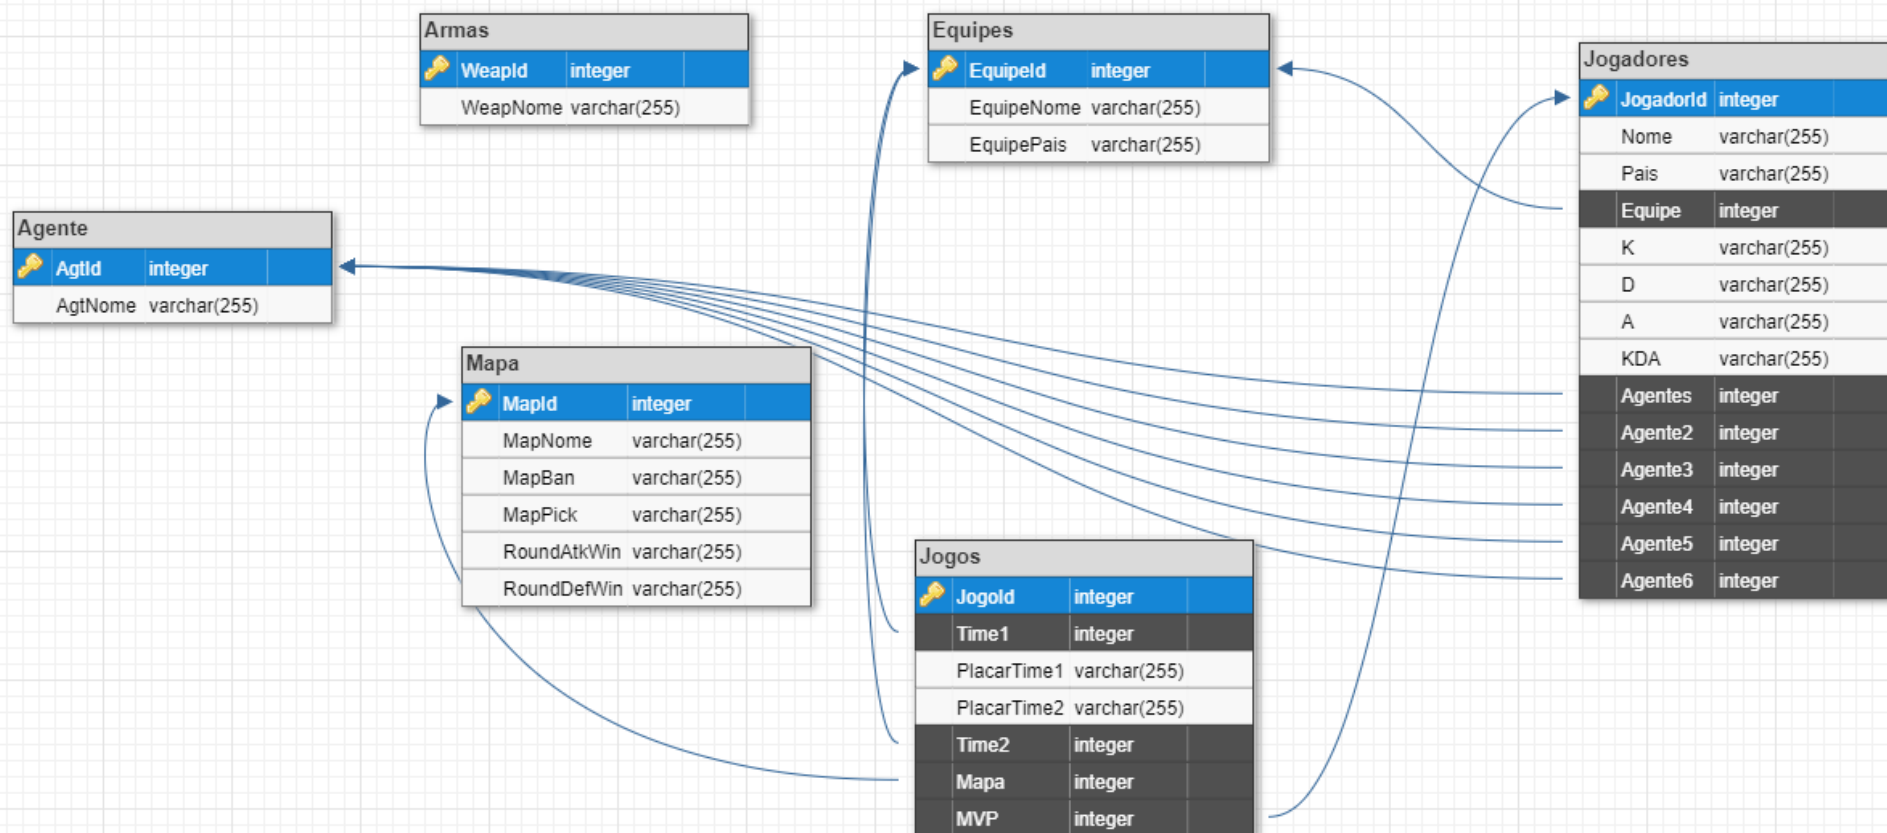 Armas
WeapId integer
WeapNome varchar(255)
Equipes
EquipeId integer
EquipeNome varchar(255)
EquipePais varchar(255)
Jogadores
JogadorId integer
Nome varchar(255)
Pais varchar(255)
Equipe integer
K varchar(255)
D varchar(255)
A varchar(255)
KDA varchar(255)
Agentes integer
Agente2 integer
Agente3 integer
Agente4 integer
Agente5 integer
Agente6 integer
Agente
AgtId integer
AgtNome varchar(255)
Mapa
MapId integer
MapNome varchar(255)
MapBan varchar(255)
MapPick varchar(255)
RoundAtkWin varchar(255)
RoundDefWin varchar(255)
Jogos
JogoId integer
Time1 integer
PlacarTime1 varchar(255)
PlacarTime2 varchar(255)
Time2 integer
Mapa integer
MVP integer